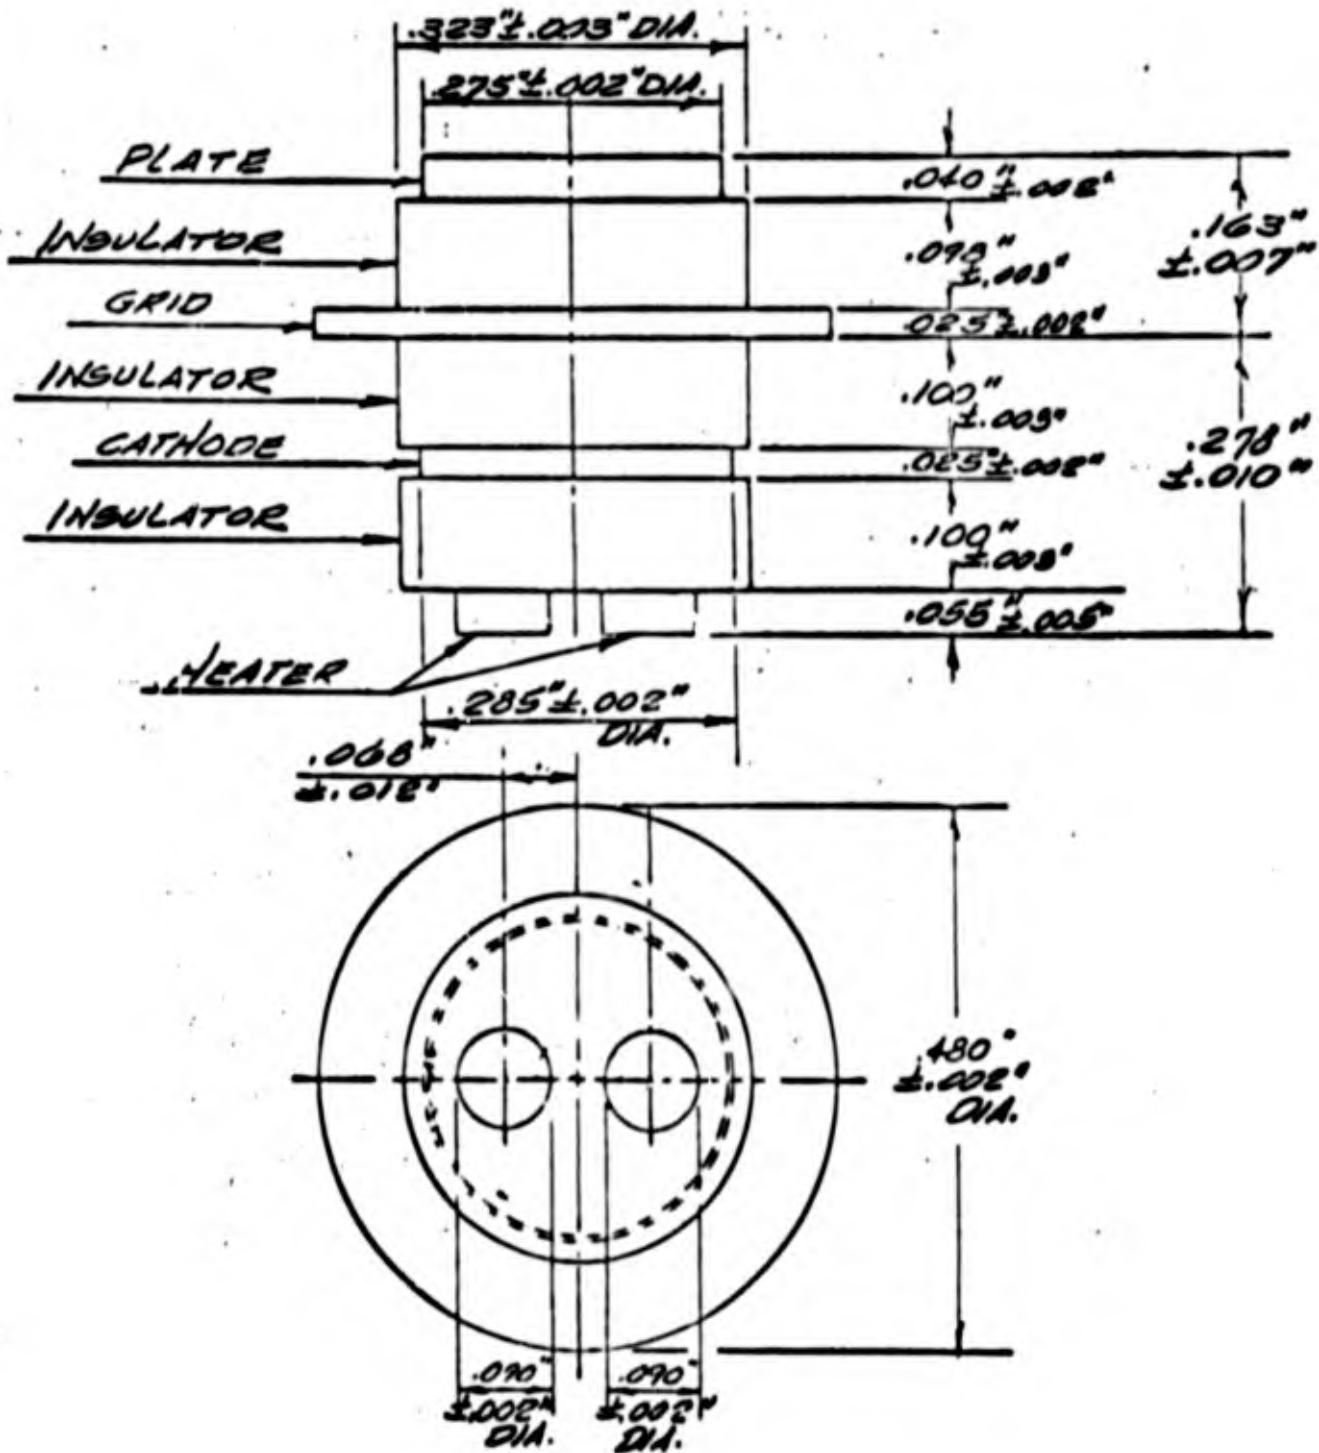 .323"±.003" DIA.
.275"±.002" DIA.
PLATE
.040"±.002"
INSULATOR
.098"
±.003"
.163"
±.007"
GRID
.025"±.002"
INSULATOR
.100"
±.003"
CATHODE
.025"±.002"
.278"
±.010"
INSULATOR
.100"
±.003"
.055"±.005"
HEATER
.285"±.002"
DIA.
.068"
±.012"
.480"
±.002"
DIA.
.090"
±.002"
DIA.
.090"
±.002"
DIA.